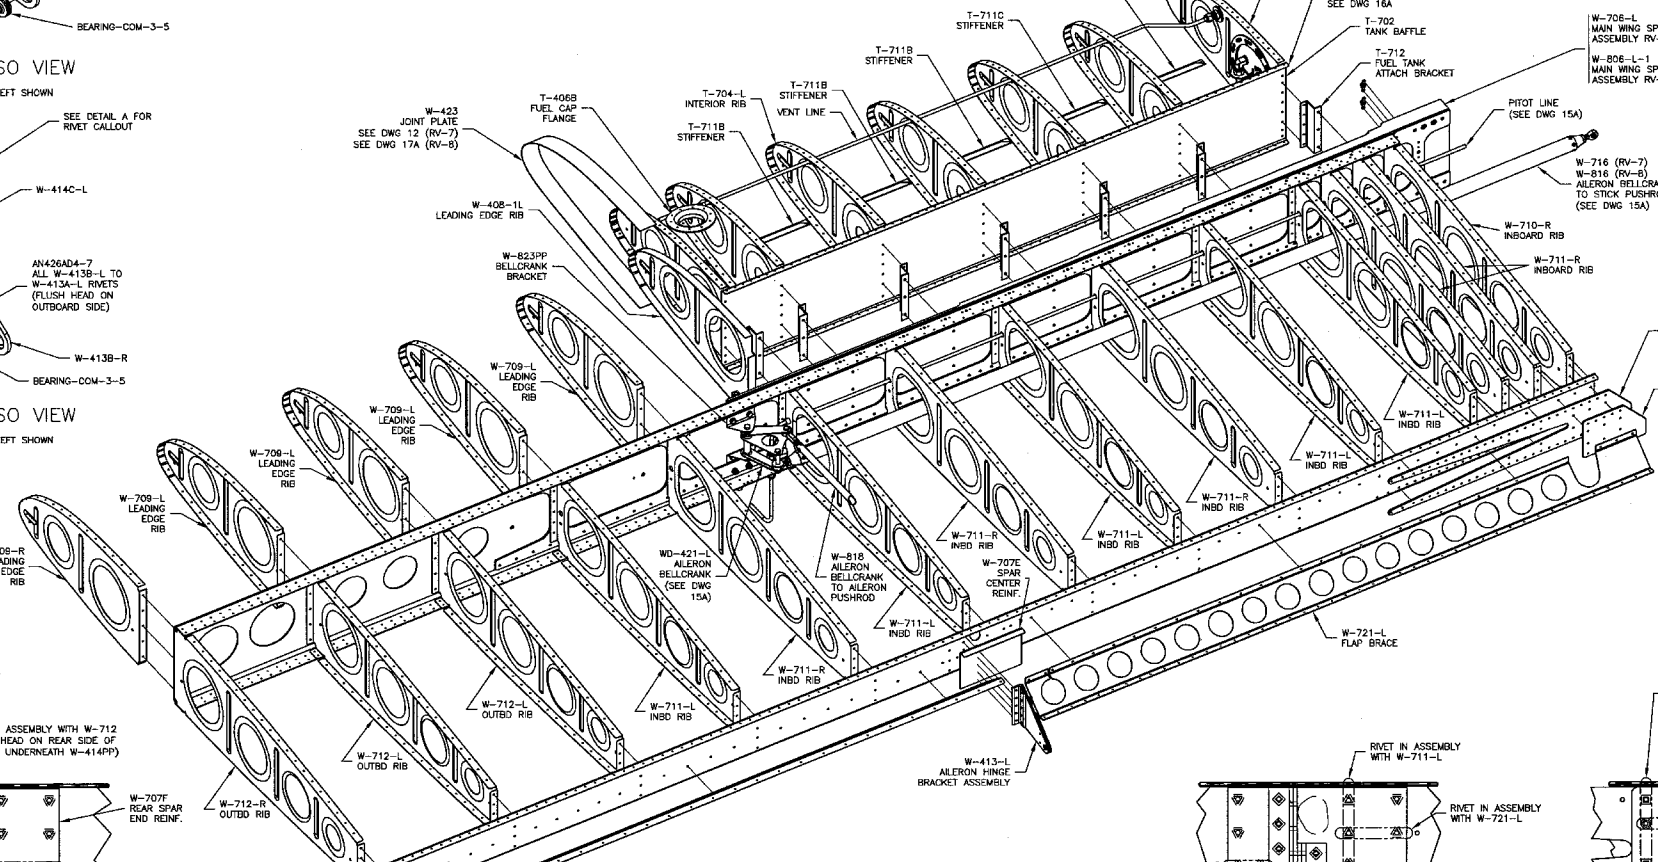 BEARING-COM-3-5
SO VIEW
EFT SHOWN
SEE DETAIL A FOR
RIVET CALLOUT
W-414C-L
AN426AD4-7
ALL W-413B-L TO
W-413A-L RIVETS
(FLUSH HEAD ON
OUTBOARD SIDE)
W-413B-R
BEARING-COM-3-5
SO VIEW
EFT SHOWN
SEE DWG 16A
T-711C
STIFFENER
T-702
TANK BAFFLE
T-711B
STIFFENER
T-712
FUEL TANK
ATTACH BRACKET
W-706-L
MAIN WING SP
ASSEMBLY RV-
W-806-L-1
MAIN WING SP
ASSEMBLY RV-
T-711B
STIFFENER
VENT LINE
T-704-L
INTERIOR RIB
T-406B
FUEL CAP
FLANGE
T-711B
STIFFENER
W-423
JOINT PLATE
SEE DWG 12 (RV-7)
SEE DWG 17A (RV-8)
PITOT LINE
(SEE DWG 15A)
W-716 (RV-7)
W-816 (RV-8)
AILERON BELLCRA
TO STICK PUSHRO
(SEE DWG 15A)
W-408-1L
LEADING EDGE RIB
W-710-R
INBOARD RIB
W-823PP
BELLCRANK
BRACKET
W-711-R
INBOARD RIB
W-709-L
LEADING
EDGE
RIB
W-709-L
LEADING
EDGE
RIB
W-709-L
LEADING
EDGE
RIB
W-709-L
LEADING
EDGE
RIB
09-R
ADING
EDGE
RIB
W-711-L
INBD RIB
W-711-L
INBD RIB
W-711-R
INBD RIB
W-711-L
INBD RIB
W-711-R
INBD RIB
WD-421-L
AILERON
BELLCRANK
(SEE DWG
15A)
W-818
AILERON
BELLCRANK
TO AILERON
PUSHROD
W-707E
SPAR
CENTER
REINF.
W-711-L
INBD RIB
W-721-L
FLAP BRACE
W-711-R
INBD RIB
W-711-L
INBD RIB
W-712-L
OUTBD RIB
W-712-L
OUTBD RIB
W-712-R
OUTBD RIB
W-413-L
AILERON HINGE
BRACKET ASSEMBLY
ASSEMBLY WITH W-712
HEAD ON REAR SIDE OF
UNDERNEATH W-414PP)
W-707F
REAR SPAR
END REINF.
RIVET IN ASSEMBLY
WITH W-711-L
RIVET IN ASSEMBLY
WITH W-721-L